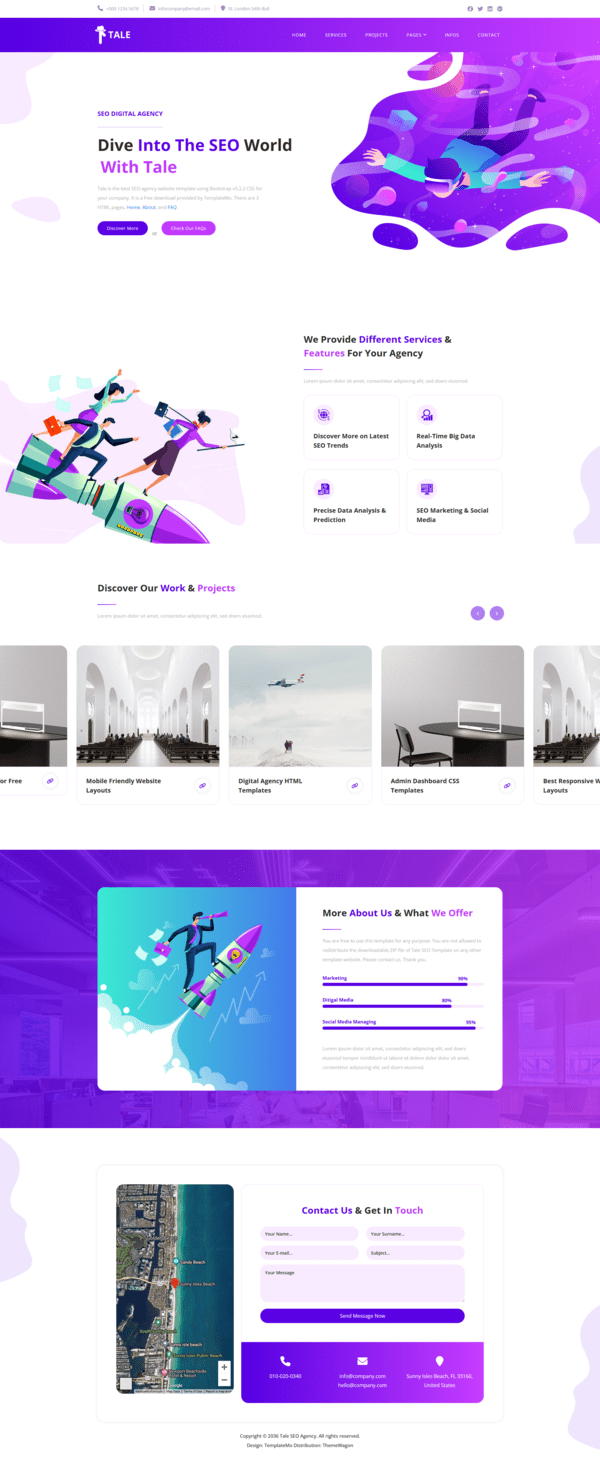 +000 1234 5678
infocompany@email.com
St. London 54th Bull
TALE
HOME
SERVICES
PROJECTS
PAGES
INFOS
CONTACT
SEO DIGITAL AGENCY
Dive Into The SEO World
With Tale
Tale is the best SEO agency website template using Bootstrap v5.2.2 CSS for
your company. It is a free download provided by TemplateMo. There are 3
HTML pages, Home, About, and FAQ.
Discover More
or
Check Our FAQs
We Provide Different Services &
Features For Your Agency
Lorem ipsum dolor sit amet, consectetur adipiscing elit, sed doers eiusmod.
Discover More on Latest
SEO Trends
Real-Time Big Data
Analysis
Precise Data Analysis &
Prediction
SEO Marketing & Social
Media
Discover Our Work & Projects
Lorem ipsum dolor sit amet, consectetur adipiscing elit, sed doers eiusmod.
or Free
Mobile Friendly Website
Layouts
Digital Agency HTML
Templates
Admin Dashboard CSS
Templates
Best Responsive W
Layouts
More About Us & What We Offer
You are free to use this template for any purpose. You are not allowed to
redistribute the downloadable ZIP file of Tale SEO Template on any other
template website. Please contact us. Thank you.
Marketing
90%
Ditigal Media
80%
Social Media Managing
95%
Lorem ipsum dolor sit amet, consectetur adipiscing elit, sed doers
eiusmod tempor incididunt ut labore et dolore dolor dolor sit amet,
consectetur adipiscing elit, sed doers eiusmod.
Sunny Isles Beach
Contact Us & Get In Touch
Your Name...
Your Surname...
Your E-mail...
Subject...
Your Message
Send Message Now
010-020-0340
info@company.com
hello@company.com
Sunny Isles Beach, FL 33160,
United States
Copyright © 2036 Tale SEO Agency. All rights reserved.
Design: TemplateMo Distribution: ThemeWagon